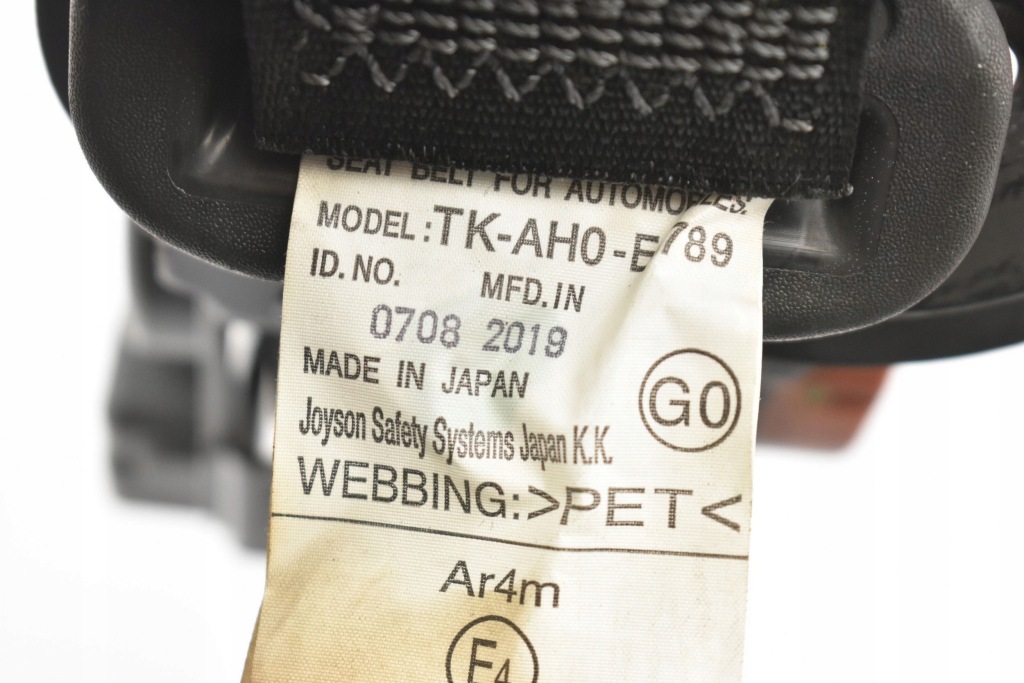 SEAT BELT FOR
MODEL:TK-AH0-E789
ID. NO. MFD. IN
0708 2019
MADE IN JAPAN
G0
Joyson Safety Systems Japan K.K.
WEBBING:>PET<
Ar4m
E4